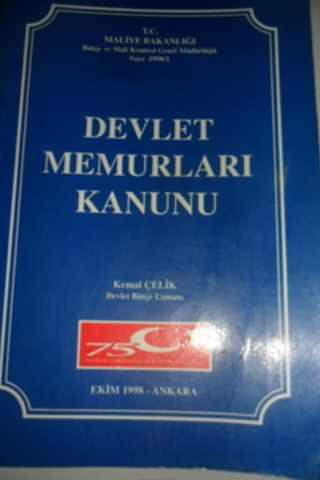 T.C.
MALİYE BAKANLIĞI
Bütçe ve Mali Kontrol Genel Müdürlüğü
Sayı: 1998/1
DEVLET
MEMURLARI
KANUNU
Kemal ÇELİK
Devlet Bütçe Uzmanı
75
EKİM 1998 - ANKARA